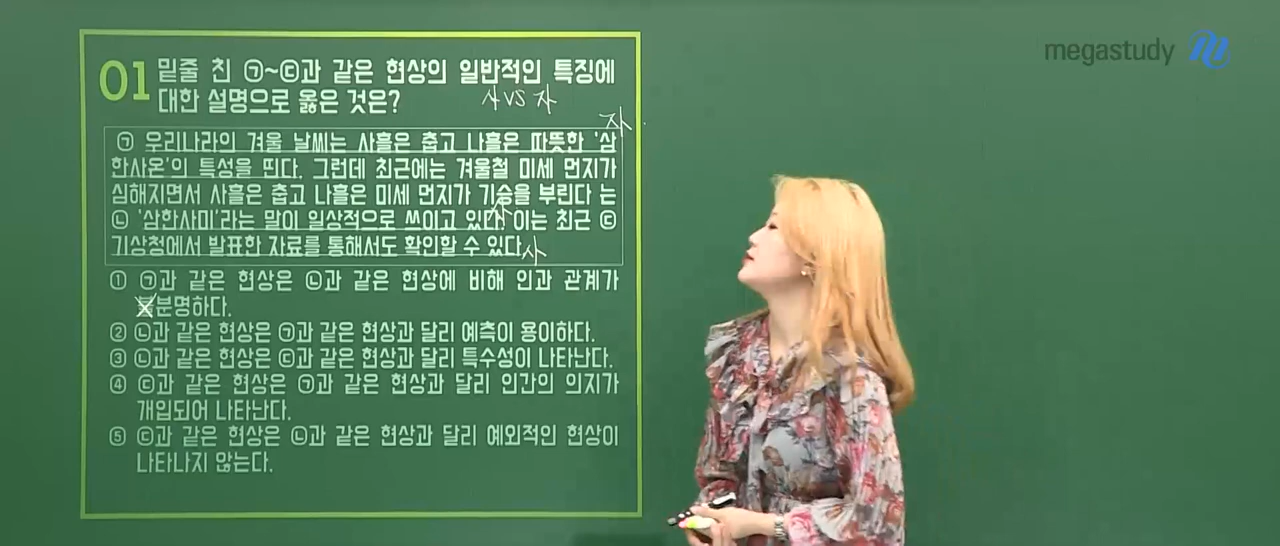 megastudy
01 밑줄 친 ㉠~㉢과 같은 현상의 일반적인 특징에
대한 설명으로 옳은 것은?
사 VS 자
자
㉠ 우리나라의 겨울 날씨는 사흘은 춥고 나흘은 따뜻한 '삼
한사온'의 특성을 띤다. 그런데 최근에는 겨울철 미세 먼지가
심해지면서 사흘은 춥고 나흘은 미세 먼지가 기승을 부린다 는
㉡ '삼한사미'라는 말이 일상적으로 쓰이고 있다. 이는 최근 ㉢
사
기상청에서 발표한 자료를 통해서도 확인할 수 있다.
사
① ㉠과 같은 현상은 ㉡과 같은 현상에 비해 인과 관계가
분명하다.
② ㉡과 같은 현상은 ㉠과 같은 현상과 달리 예측이 용이하다.
③ ㉡과 같은 현상은 ㉢과 같은 현상과 달리 특수성이 나타난다.
④ ㉢과 같은 현상은 ㉠과 같은 현상과 달리 인간의 의지가
개입되어 나타난다.
⑤ ㉢과 같은 현상은 ㉡과 같은 현상과 달리 예외적인 현상이
나타나지 않는다.